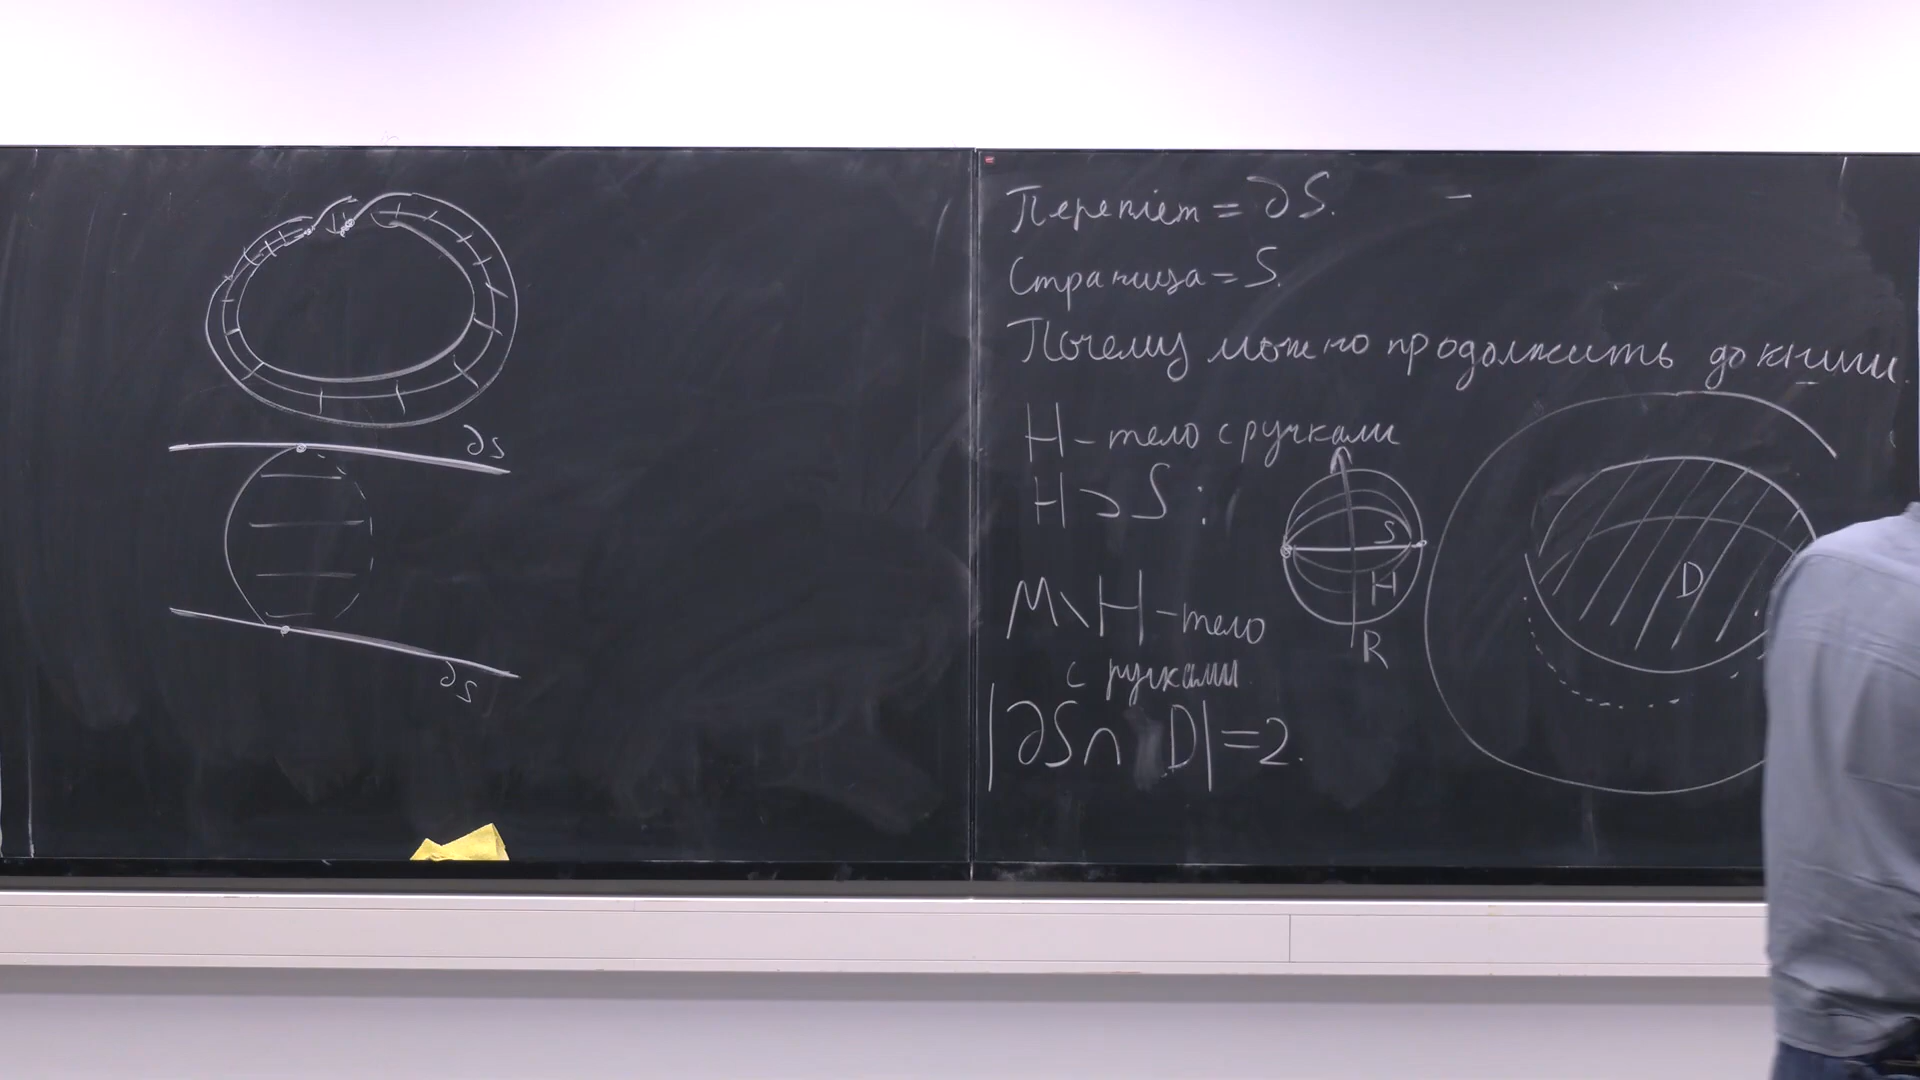 ∂S
∂S
Переплёт = ∂S.
Страница = S.
Почему можно продолжить до книги.
H – тело с ручками
H ⊃ S :
S
H
R
D
M \ H – тело
с ручками
|∂S ∩ D| = 2.